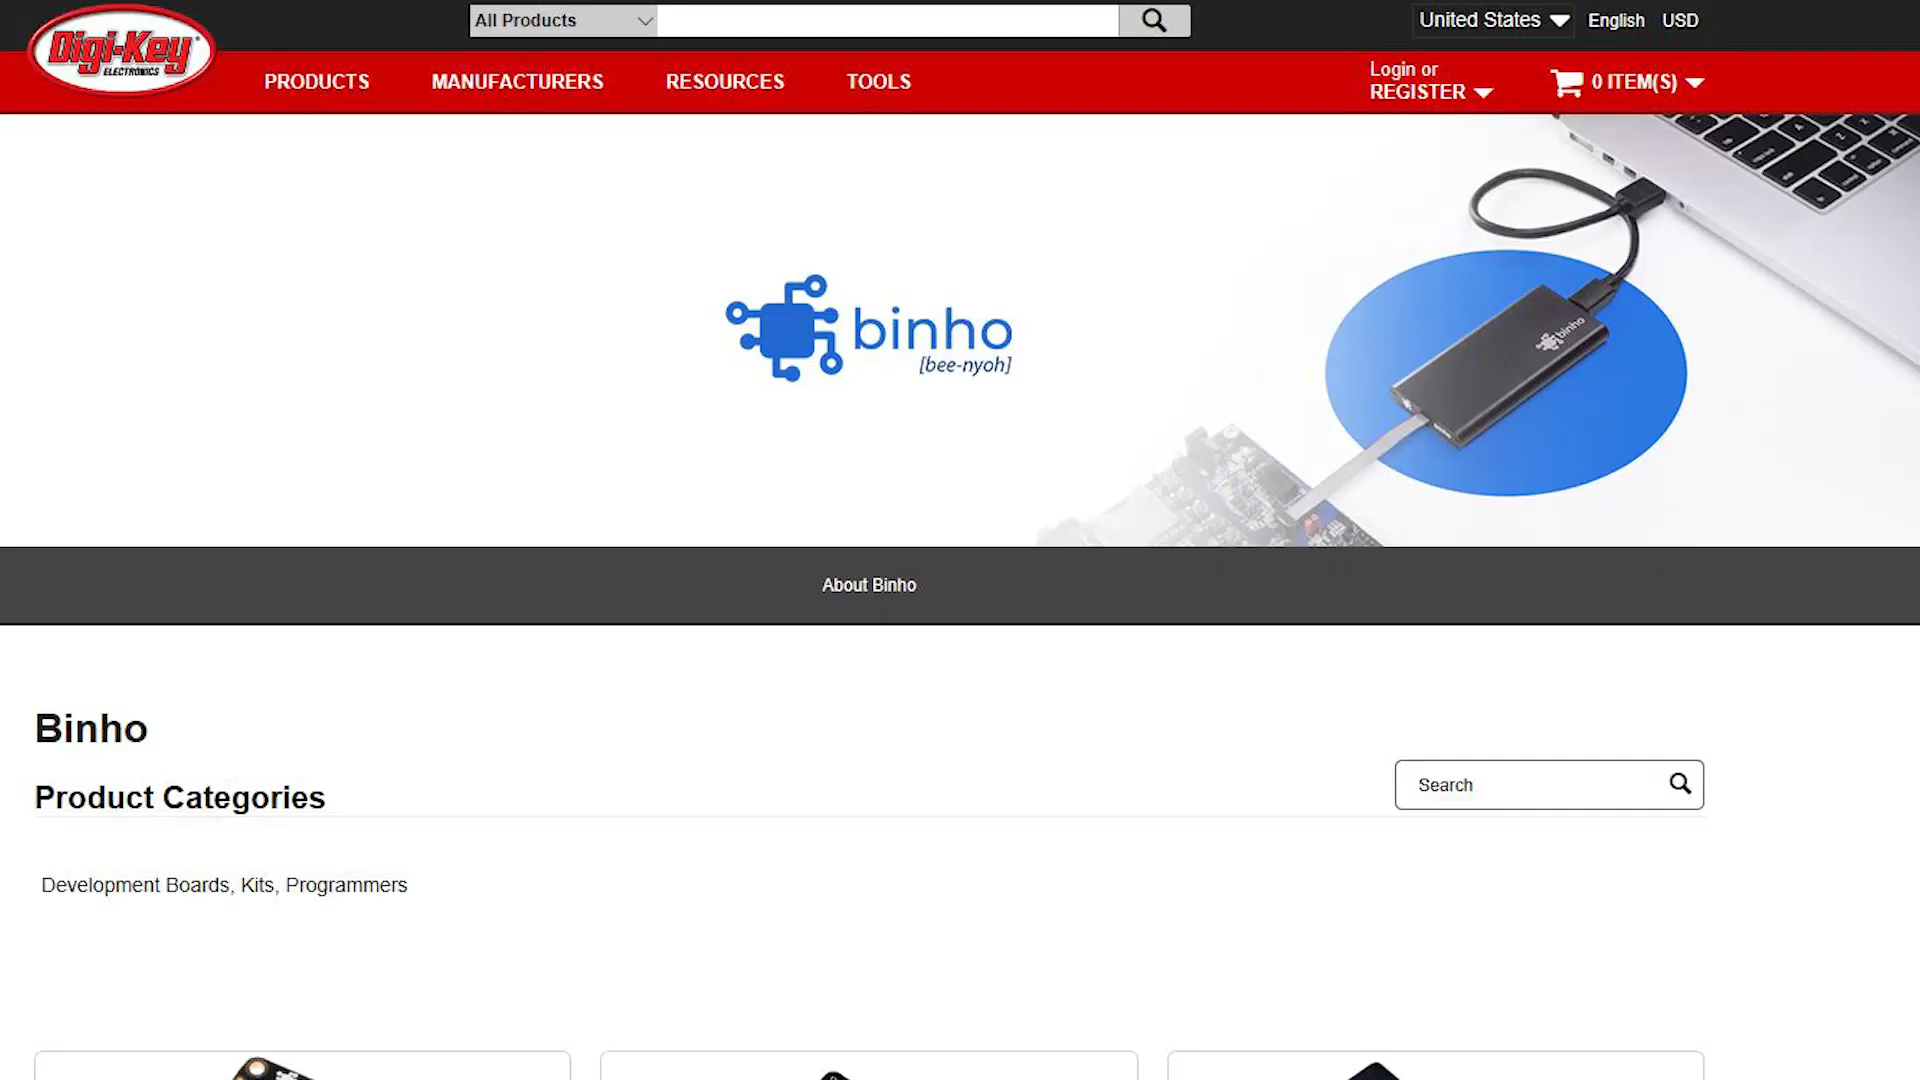 Digi-Key
ELECTRONICS
All Products
United States
English
USD
PRODUCTS
MANUFACTURERS
RESOURCES
TOOLS
Login or
REGISTER
0 ITEM(S)
binho
[bee-nyoh]
binho
About Binho
Binho
Product Categories
Search
Development Boards, Kits, Programmers